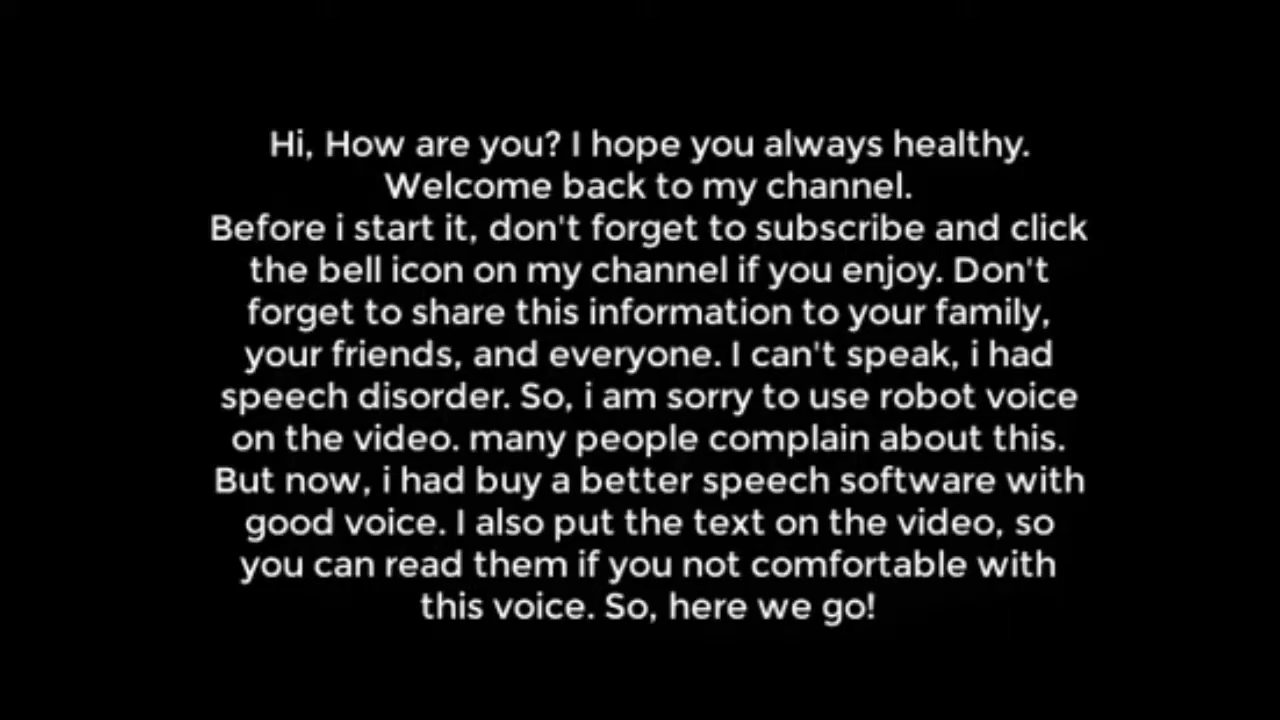 Hi, How are you? I hope you always healthy.
Welcome back to my channel.
Before i start it, don't forget to subscribe and click
the bell icon on my channel if you enjoy. Don't
forget to share this information to your family,
your friends, and everyone. I can't speak, i had
speech disorder. So, i am sorry to use robot voice
on the video. many people complain about this.
But now, i had buy a better speech software with
good voice. I also put the text on the video, so
you can read them if you not comfortable with
this voice. So, here we go!